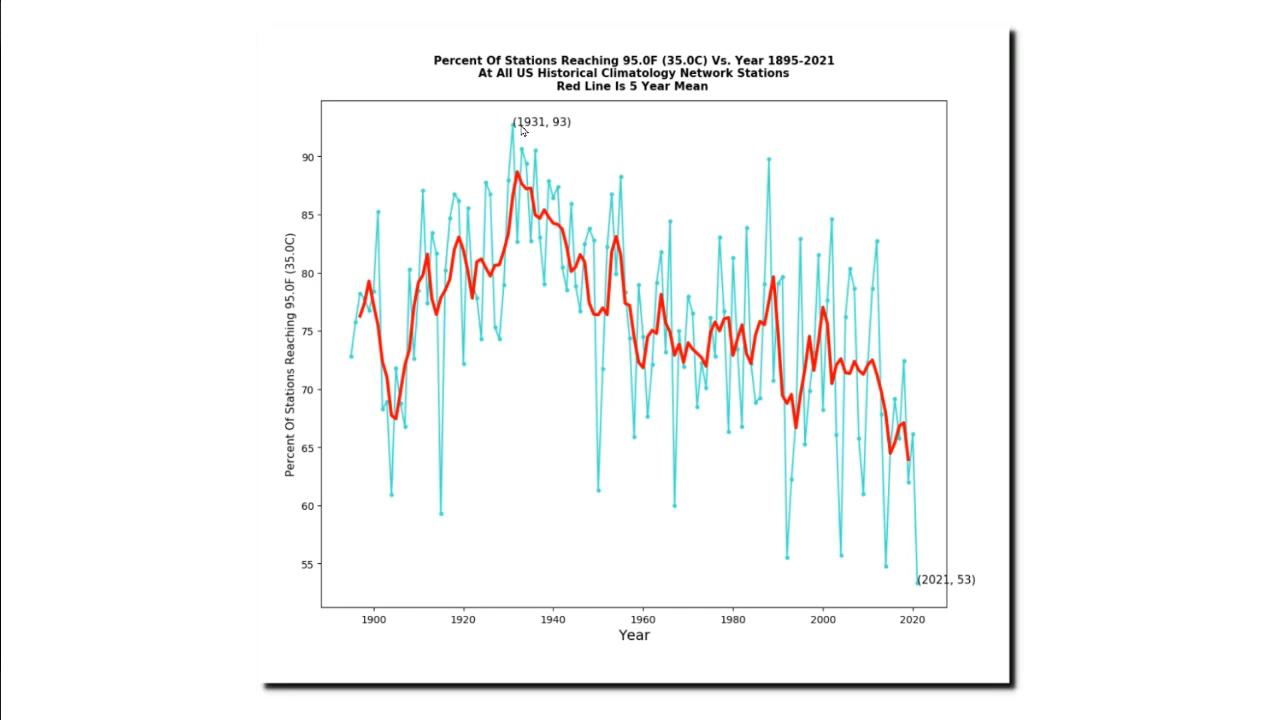 Percent Of Stations Reaching 95.0F (35.0C) Vs. Year 1895-2021
At All US Historical Climatology Network Stations
Red Line Is 5 Year Mean
(1931, 93)
90
85
80
75
70
65
60
55
Percent Of Stations Reaching 95.0F (35.0C)
(2021, 53)
1900 1920 1940 1960 1980 2000 2020
Year